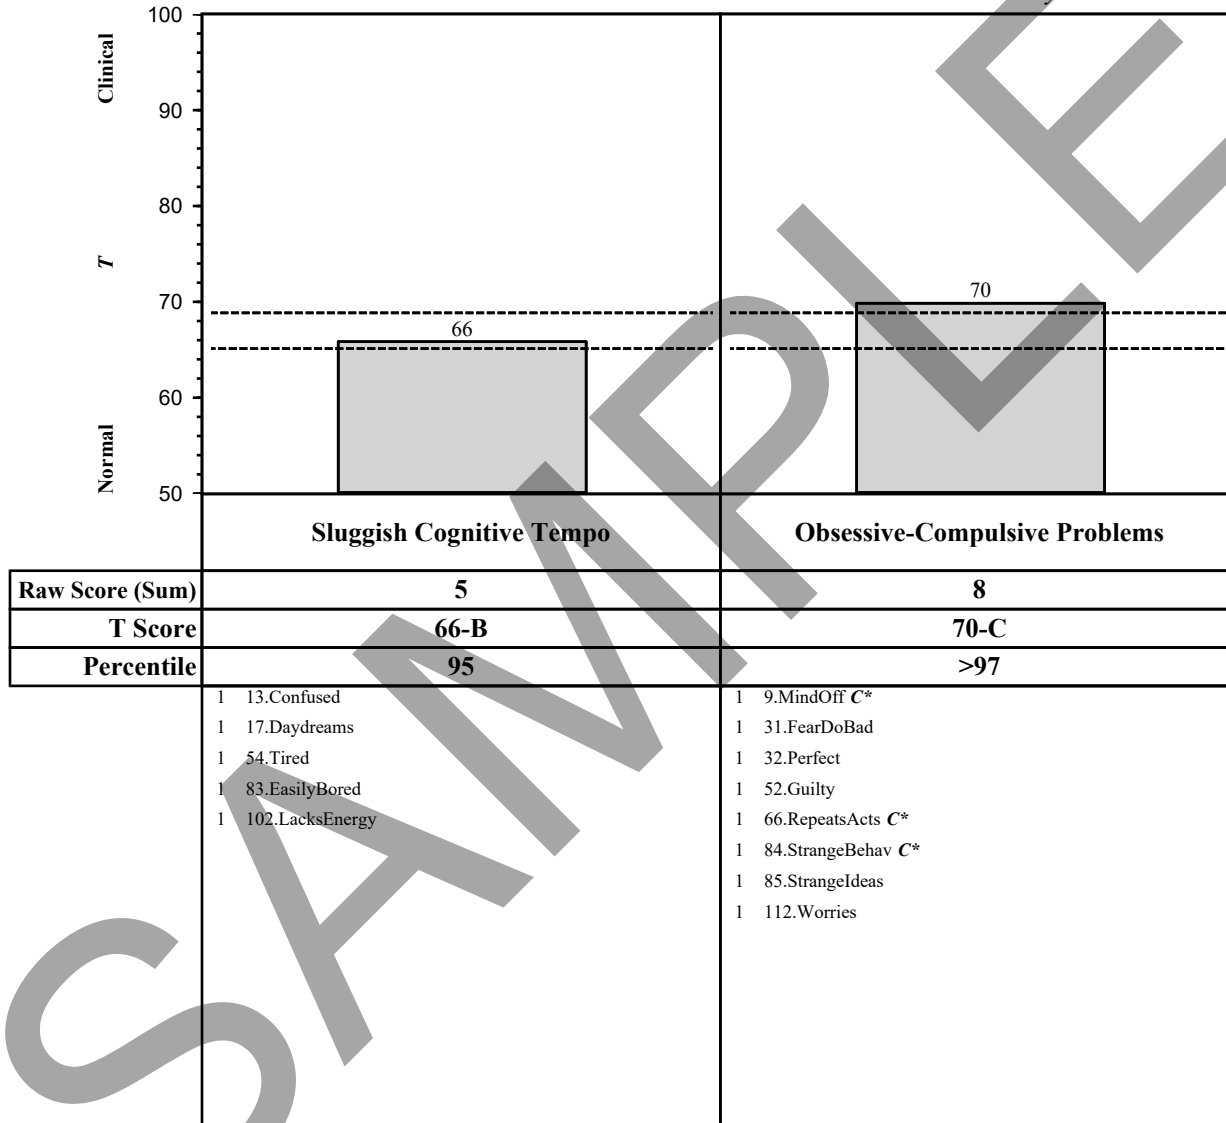 100
Clinical
90
80
T
70
70
66
60
Normal
50
Sluggish Cognitive Tempo
Obsessive-Compulsive Problems
Raw Score (Sum) 5 8
T Score 66-B 70-C
Percentile 95 >97
1 13.Confused
1 17.Daydreams
1 54.Tired
1 83.EasilyBored
1 102.LacksEnergy
1 9.MindOff C*
1 31.FearDoBad
1 32.Perfect
1 52.Guilty
1 66.RepeatsActs C*
1 84.StrangeBehav C*
1 85.StrangeIdeas
1 112.Worries
SAMPLE